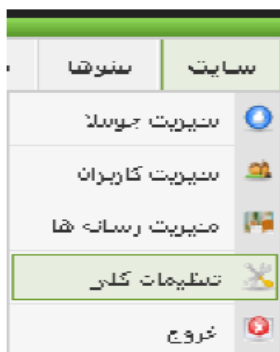 سایت منوها
مدیریت جوملا
مدیریت کاربران
مدیریت رسانه ها
تنظیمات کلی
خروج